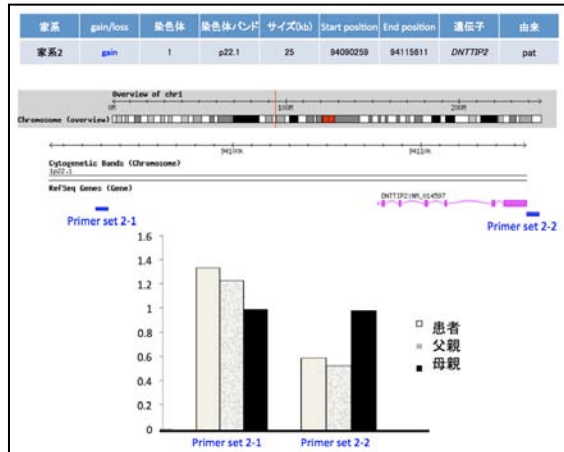 家系 gain/loss 染色体 染色体バンド サイズ(kb) Start position End position 遺伝子 由来
家系2 gain 1 p22.1 25 94090259 94115611 DNTTIP2 pat
Overview of chr1
0M 100M 200M
Chromosome (overview)
94100k 94110k
Cytogenetic Bands (Chromosome)
1p22.1
RefSeq Genes (Gene)
DNTTIP2|NM_014597
Primer set 2-1 Primer set 2-2
1.6
1.4
1.2
1
0.8
0.6
0.4
0.2
0
患者
父親
母親
Primer set 2-1 Primer set 2-2